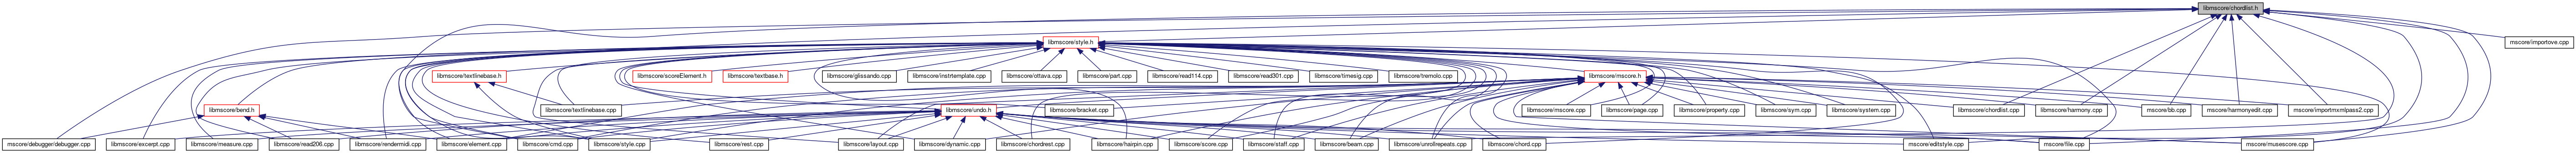 libmscore/chordlist.h
libmscore/style.h
mscore/importove.cpp
libmscore/textlinebase.h
libmscore/scoreElement.h
libmscore/textbase.h
libmscore/glissando.cpp
libmscore/instrtemplate.cpp
libmscore/ottava.cpp
libmscore/part.cpp
libmscore/read114.cpp
libmscore/read301.cpp
libmscore/timesig.cpp
libmscore/tremolo.cpp
libmscore/mscore.h
libmscore/bend.h
libmscore/textlinebase.cpp
libmscore/undo.h
libmscore/bracket.cpp
libmscore/mscore.cpp
libmscore/page.cpp
libmscore/property.cpp
libmscore/sym.cpp
libmscore/system.cpp
libmscore/chordlist.cpp
libmscore/harmony.cpp
mscore/bb.cpp
mscore/harmonyedit.cpp
mscore/importmxmlpass2.cpp
mscore/debugger/debugger.cpp
libmscore/excerpt.cpp
libmscore/measure.cpp
libmscore/read206.cpp
libmscore/rendermidi.cpp
libmscore/element.cpp
libmscore/cmd.cpp
libmscore/style.cpp
libmscore/rest.cpp
libmscore/layout.cpp
libmscore/dynamic.cpp
libmscore/chordrest.cpp
libmscore/hairpin.cpp
libmscore/score.cpp
libmscore/staff.cpp
libmscore/beam.cpp
libmscore/unrollrepeats.cpp
libmscore/chord.cpp
mscore/editstyle.cpp
mscore/file.cpp
mscore/musescore.cpp